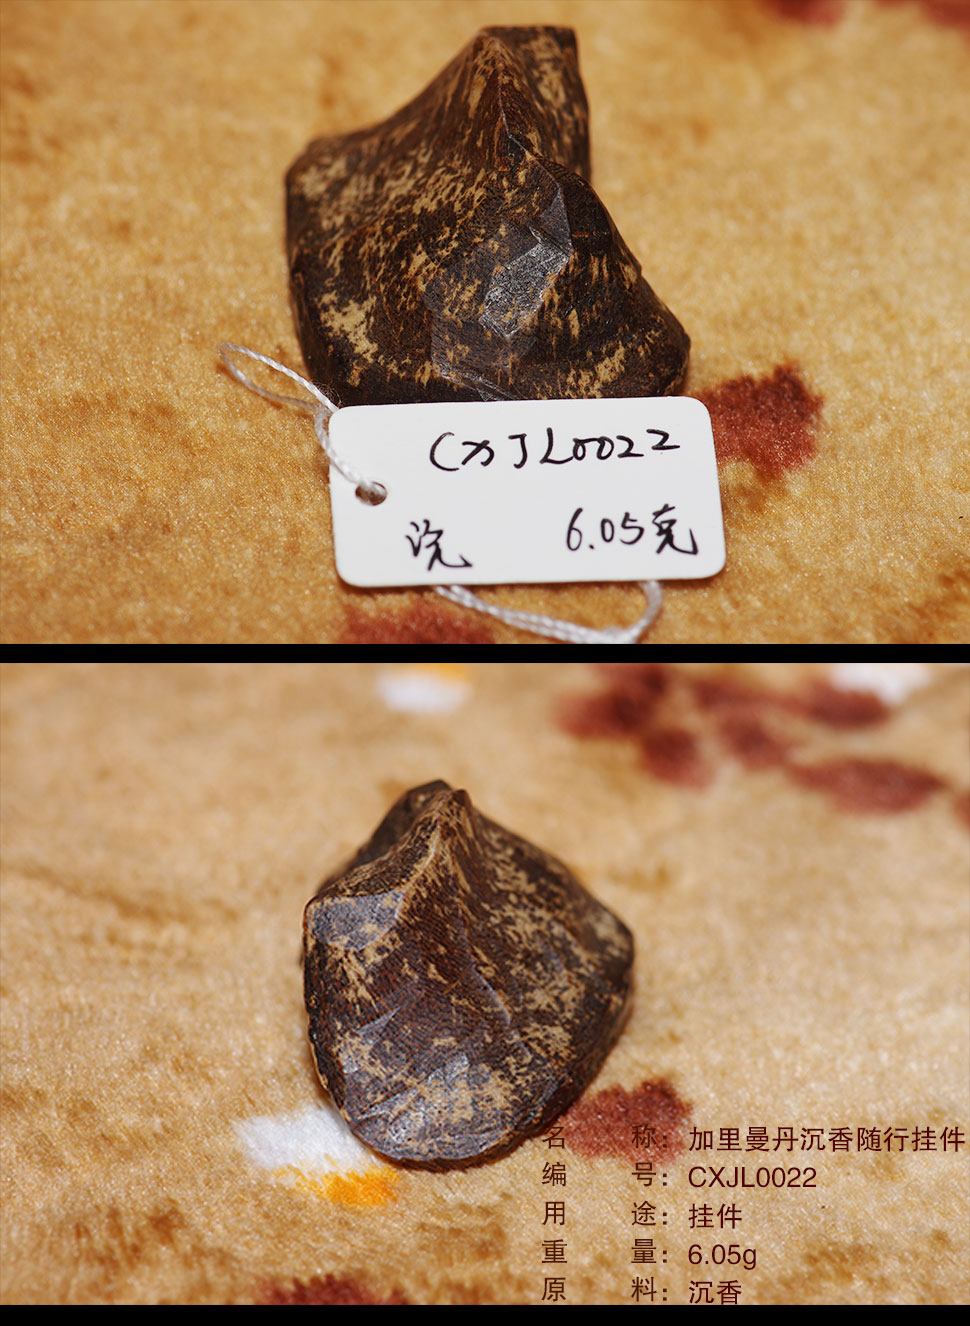 CXJL0022
沉 6.05克
名 称：加里曼丹沉香随行挂件
编 号：CXJL0022
用 途：挂件
重 量：6.05g
原 料：沉香